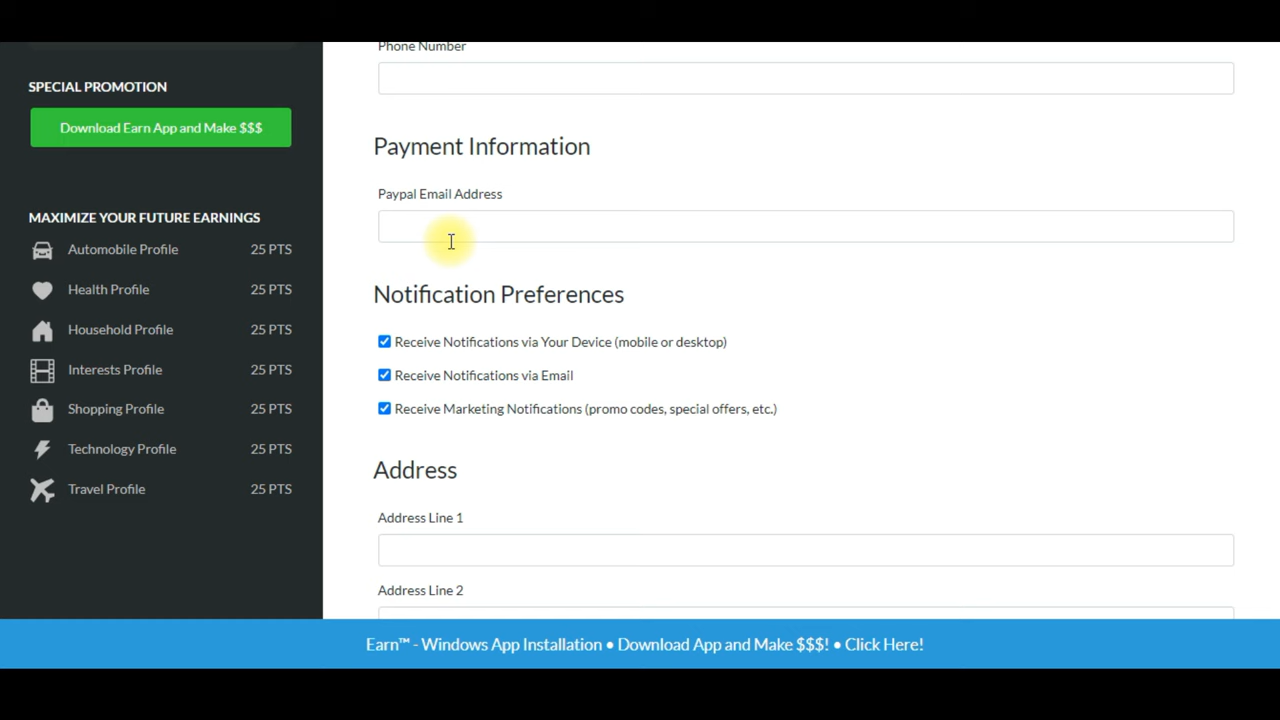 Phone Number
SPECIAL PROMOTION
Download Earn App and Make $$$
MAXIMIZE YOUR FUTURE EARNINGS
Automobile Profile 25 PTS
Health Profile 25 PTS
Household Profile 25 PTS
Interests Profile 25 PTS
Shopping Profile 25 PTS
Technology Profile 25 PTS
Travel Profile 25 PTS
Payment Information
Paypal Email Address
Notification Preferences
Receive Notifications via Your Device (mobile or desktop)
Receive Notifications via Email
Receive Marketing Notifications (promo codes, special offers, etc.)
Address
Address Line 1
Address Line 2
Earn™ - Windows App Installation • Download App and Make $$$! • Click Here!